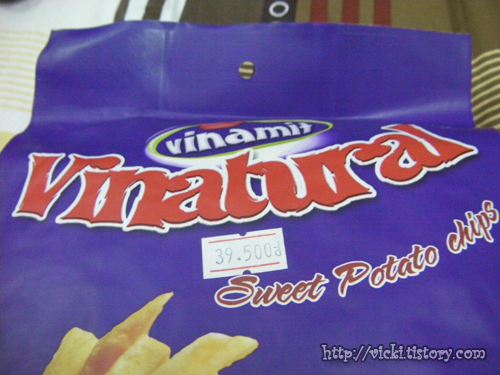 vinamit
Vinatural
39.500đ
Sweet Potato chips
http://vicki.tistory.com